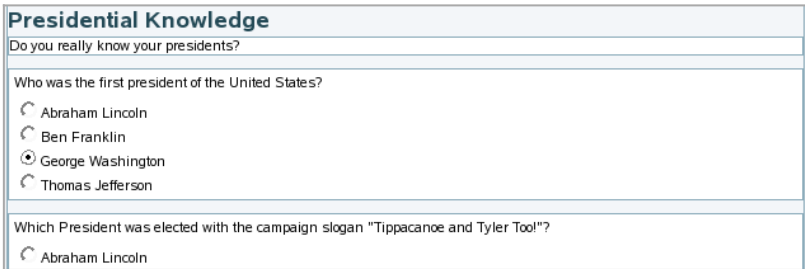 Presidential Knowledge
Do you really know your presidents?
Who was the first president of the United States?
Abraham Lincoln
Ben Franklin
George Washington
Thomas Jefferson
Which President was elected with the campaign slogan "Tippacanoe and Tyler Too!"?
Abraham Lincoln